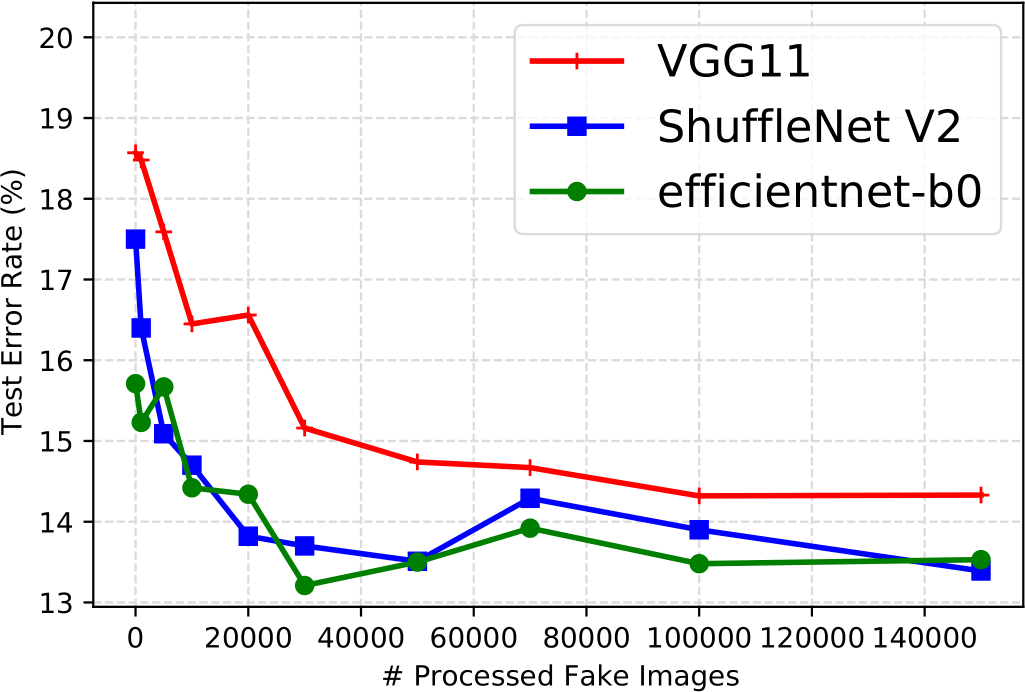 20
19
18
17
16
15
14
13
Test Error Rate (%)
VGG11
ShuffleNet V2
efficientnet-b0
0 20000 40000 60000 80000 100000 120000 140000
# Processed Fake Images